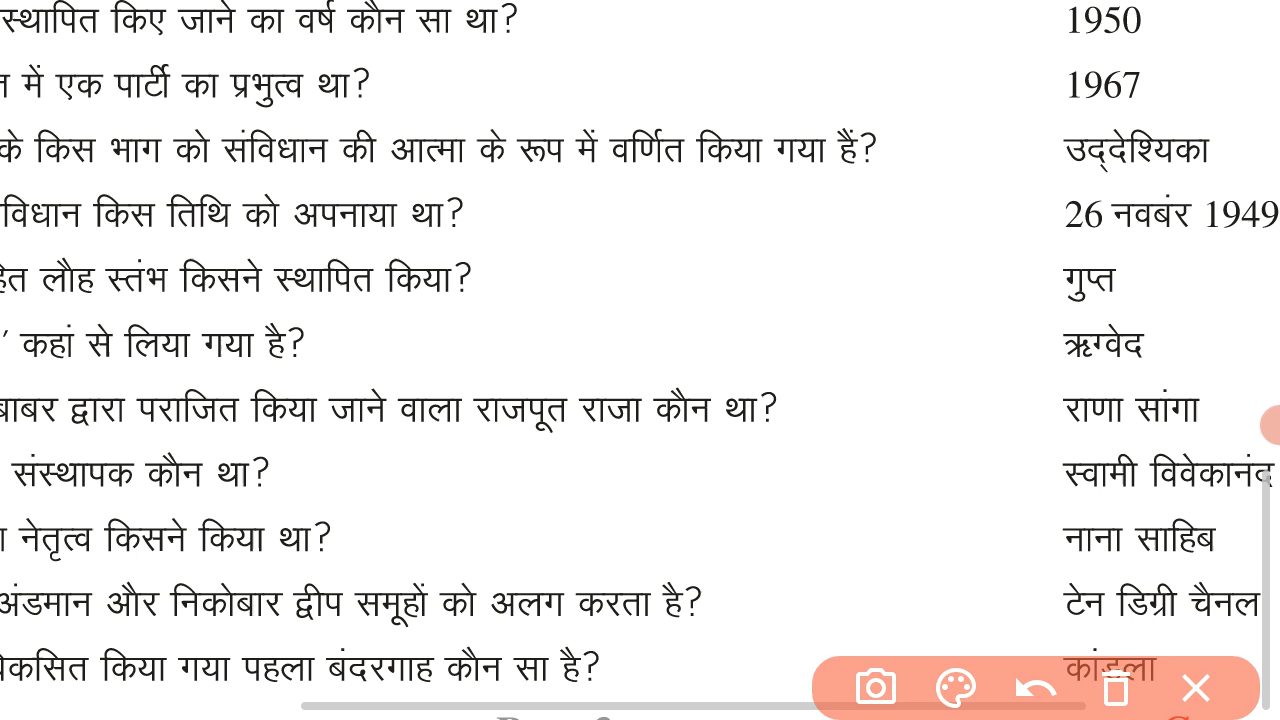 स्थापित किए जाने का वर्ष कौन सा था? 1950
में एक पार्टी का प्रभुत्व था? 1967
के किस भाग को संविधान की आत्मा के रूप में वर्णित किया गया हैं? उद्देश्यिका
विधान किस तिथि को अपनाया था? 26 नवबंर 1949
लौह स्तंभ किसने स्थापित किया? गुप्त
' कहां से लिया गया है? ऋग्वेद
बाबर द्वारा पराजित किया जाने वाला राजपूत राजा कौन था? राणा सांगा
संस्थापक कौन था? स्वामी विवेकानंद
नेतृत्व किसने किया था? नाना साहिब
अंडमान और निकोबार द्वीप समूहों को अलग करता है? टेन डिग्री चैनल
किया गया पहला बंदरगाह कौन सा है? कांडला